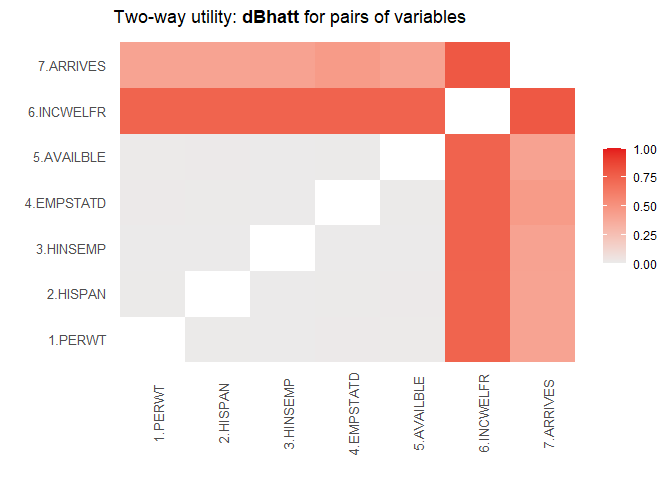 Two-way utility: dBhatt for pairs of variables
7.ARRIVES
6.INCWELFR
5.AVAILBLE
4.EMPSTATD
3.HINSEMP
2.HISPAN
1.PERWT
1.PERWT
2.HISPAN
3.HINSEMP
4.EMPSTATD
5.AVAILBLE
6.INCWELFR
7.ARRIVES
1.00
0.75
0.50
0.25
0.00